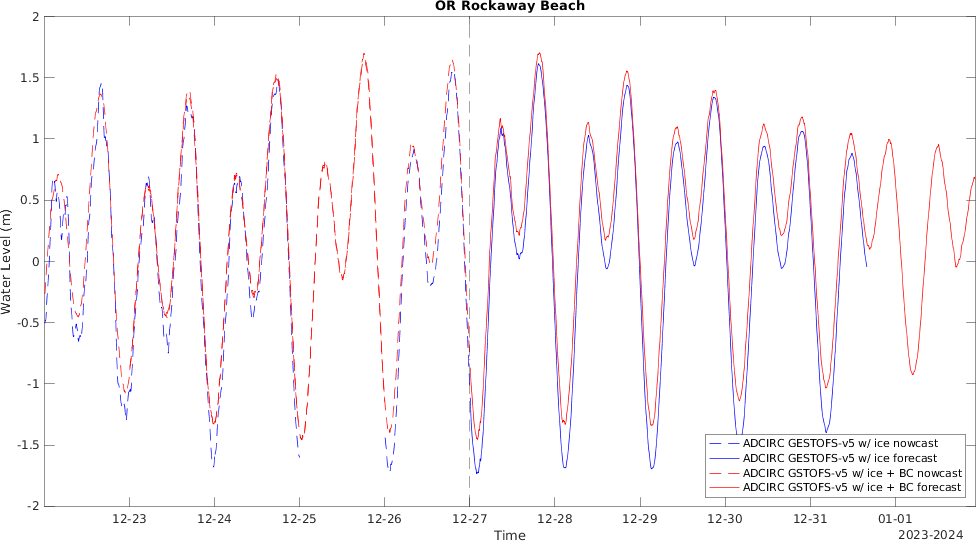 OR Rockaway Beach
2
1.5
1
0.5
0
-0.5
-1
-1.5
-2
Water Level (m)
12-23
12-24
12-25
12-26
12-27
12-28
12-29
12-30
12-31
01-01
Time
2023-2024
ADCIRC GESTOFS-v5 w/ ice nowcast
ADCIRC GESTOFS-v5 w/ ice forecast
ADCIRC GSTOFS-v5 w/ ice + BC nowcast
ADCIRC GSTOFS-v5 w/ ice + BC forecast